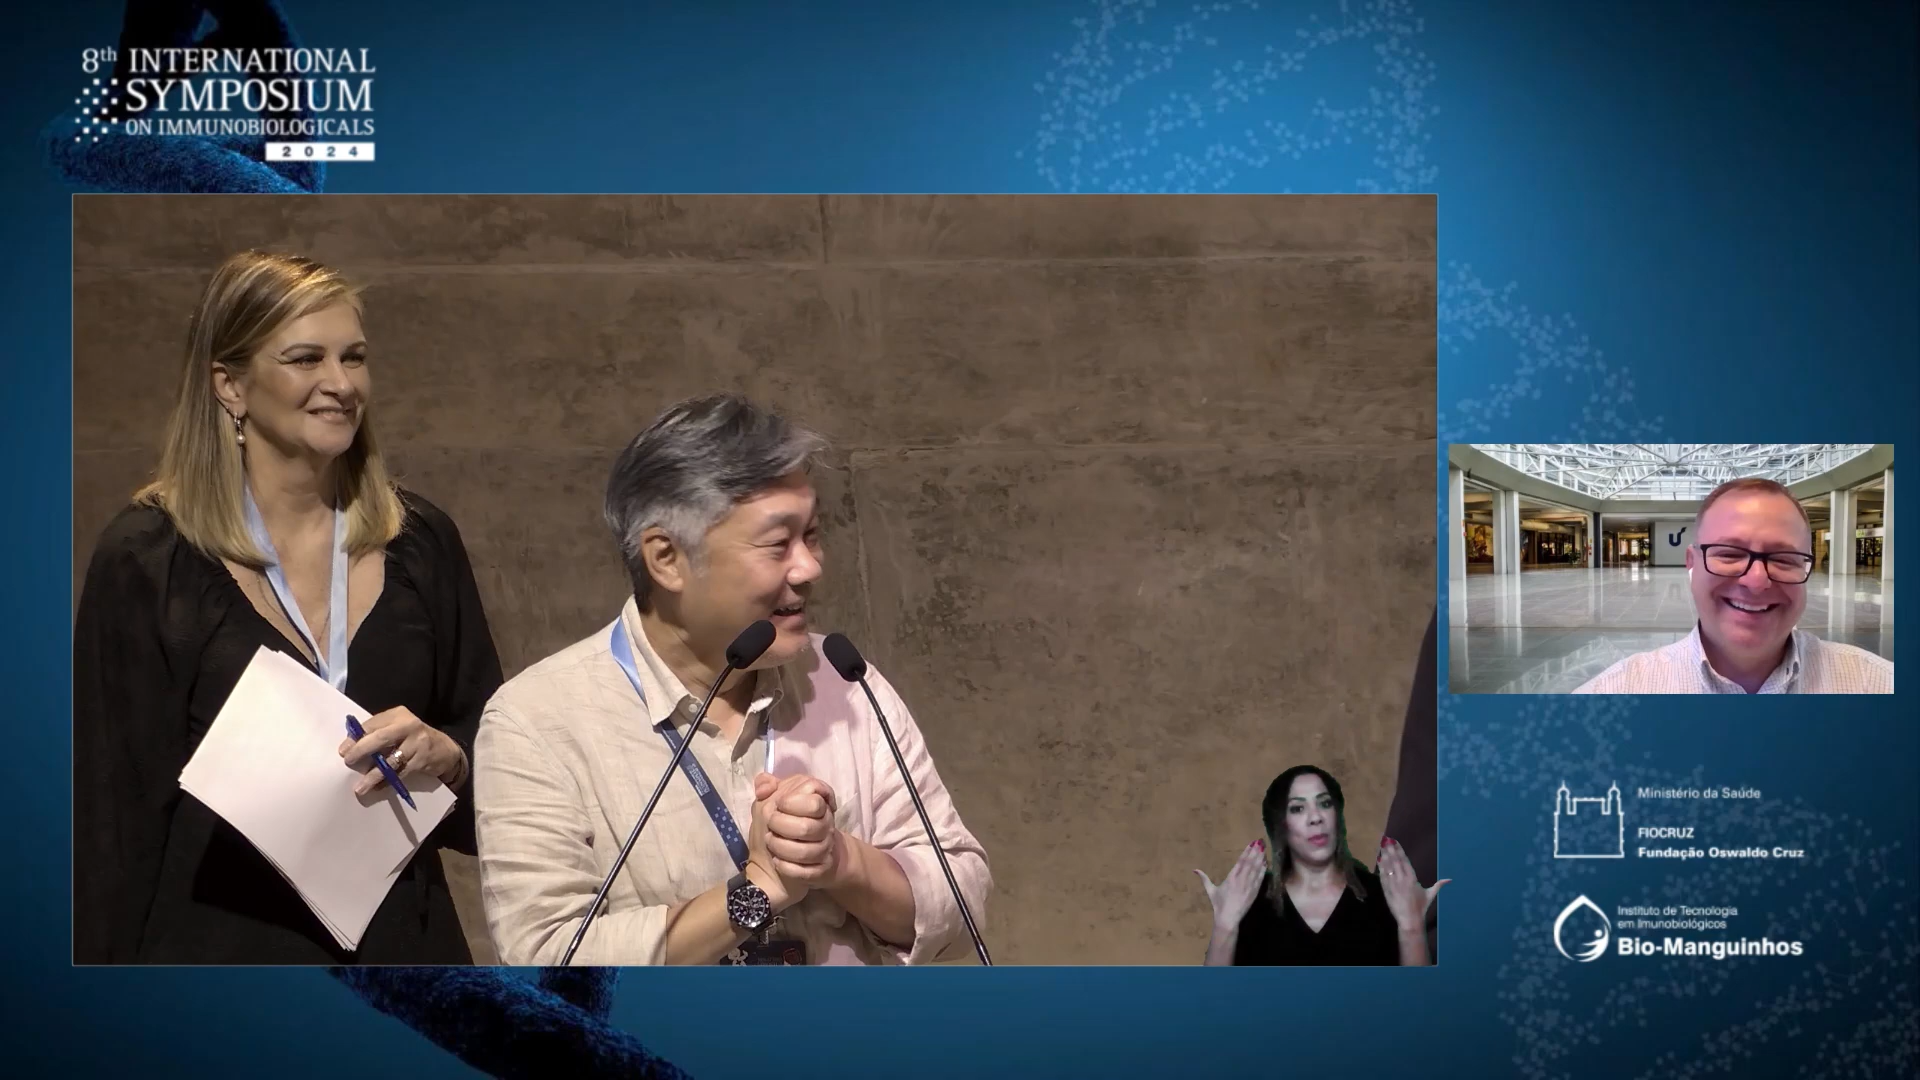 8th INTERNATIONAL
SYMPOSIUM
ON IMMUNOBIOLOGICALS
2024
Ministério da Saúde
FIOCRUZ
Fundação Oswaldo Cruz
Instituto de Tecnologia
em Imunobiológicos
Bio-Manguinhos